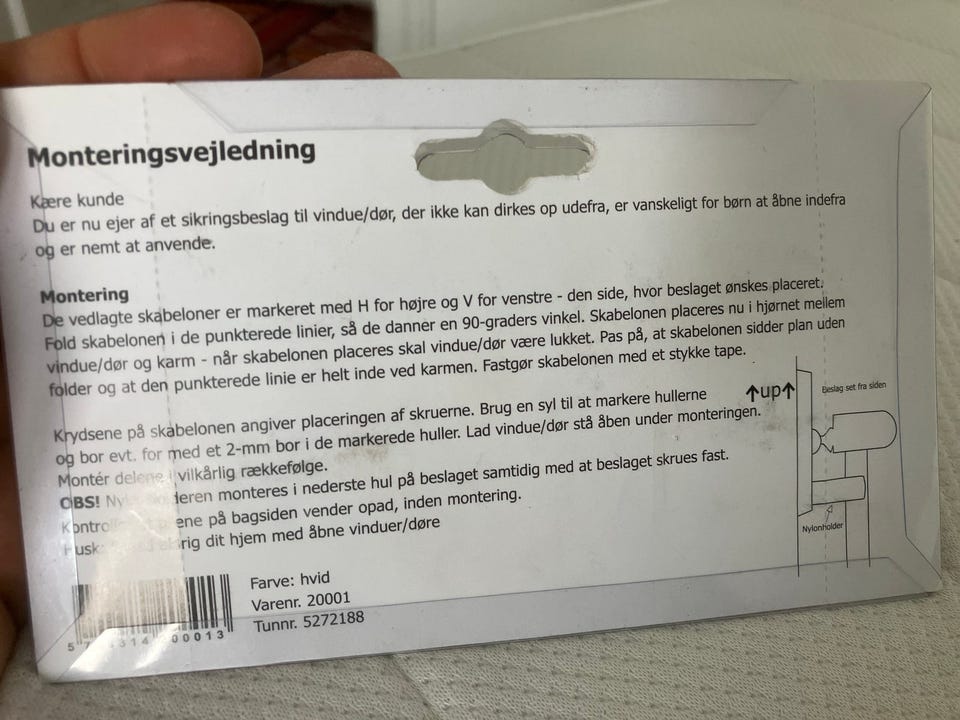 Monteringsvejledning
Kære kunde
Du er nu ejer af et sikringsbeslag til vindue/dør, der ikke kan dirkes op udefra, er vanskeligt for børn at åbne indefra
og er nemt at anvende.
Montering
De vedlagte skabeloner er markeret med H for højre og V for venstre - den side, hvor beslaget ønskes placeret.
Fold skabelonen i de punkterede linier, så de danner en 90-graders vinkel. Skabelonen placeres nu i hjørnet mellem
vindue/dør og karm - når skabelonen placeres skal vindue/dør være lukket. Pas på, at skabelonen sidder plan uden
folder og at den punkterede linie er helt inde ved karmen. Fastgør skabelonen med et stykke tape.
Krydsene på skabelonen angiver placeringen af skruerne. Brug en syl til at markere hullerne
og bor evt. for med et 2-mm bor i de markerede huller. Lad vindue/dør stå åben under monteringen.
Montér delene i vilkårlig rækkefølge.
OBS! monteres i nederste hul på beslaget samtidig med at beslaget skrues fast.
på bagsiden vender opad, inden montering.
dit hjem med åbne vinduer/døre
↑up↑
Beslag set fra siden
Nylonholder
Farve: hvid
Varenr. 20001
Tunnr. 5272188
00013